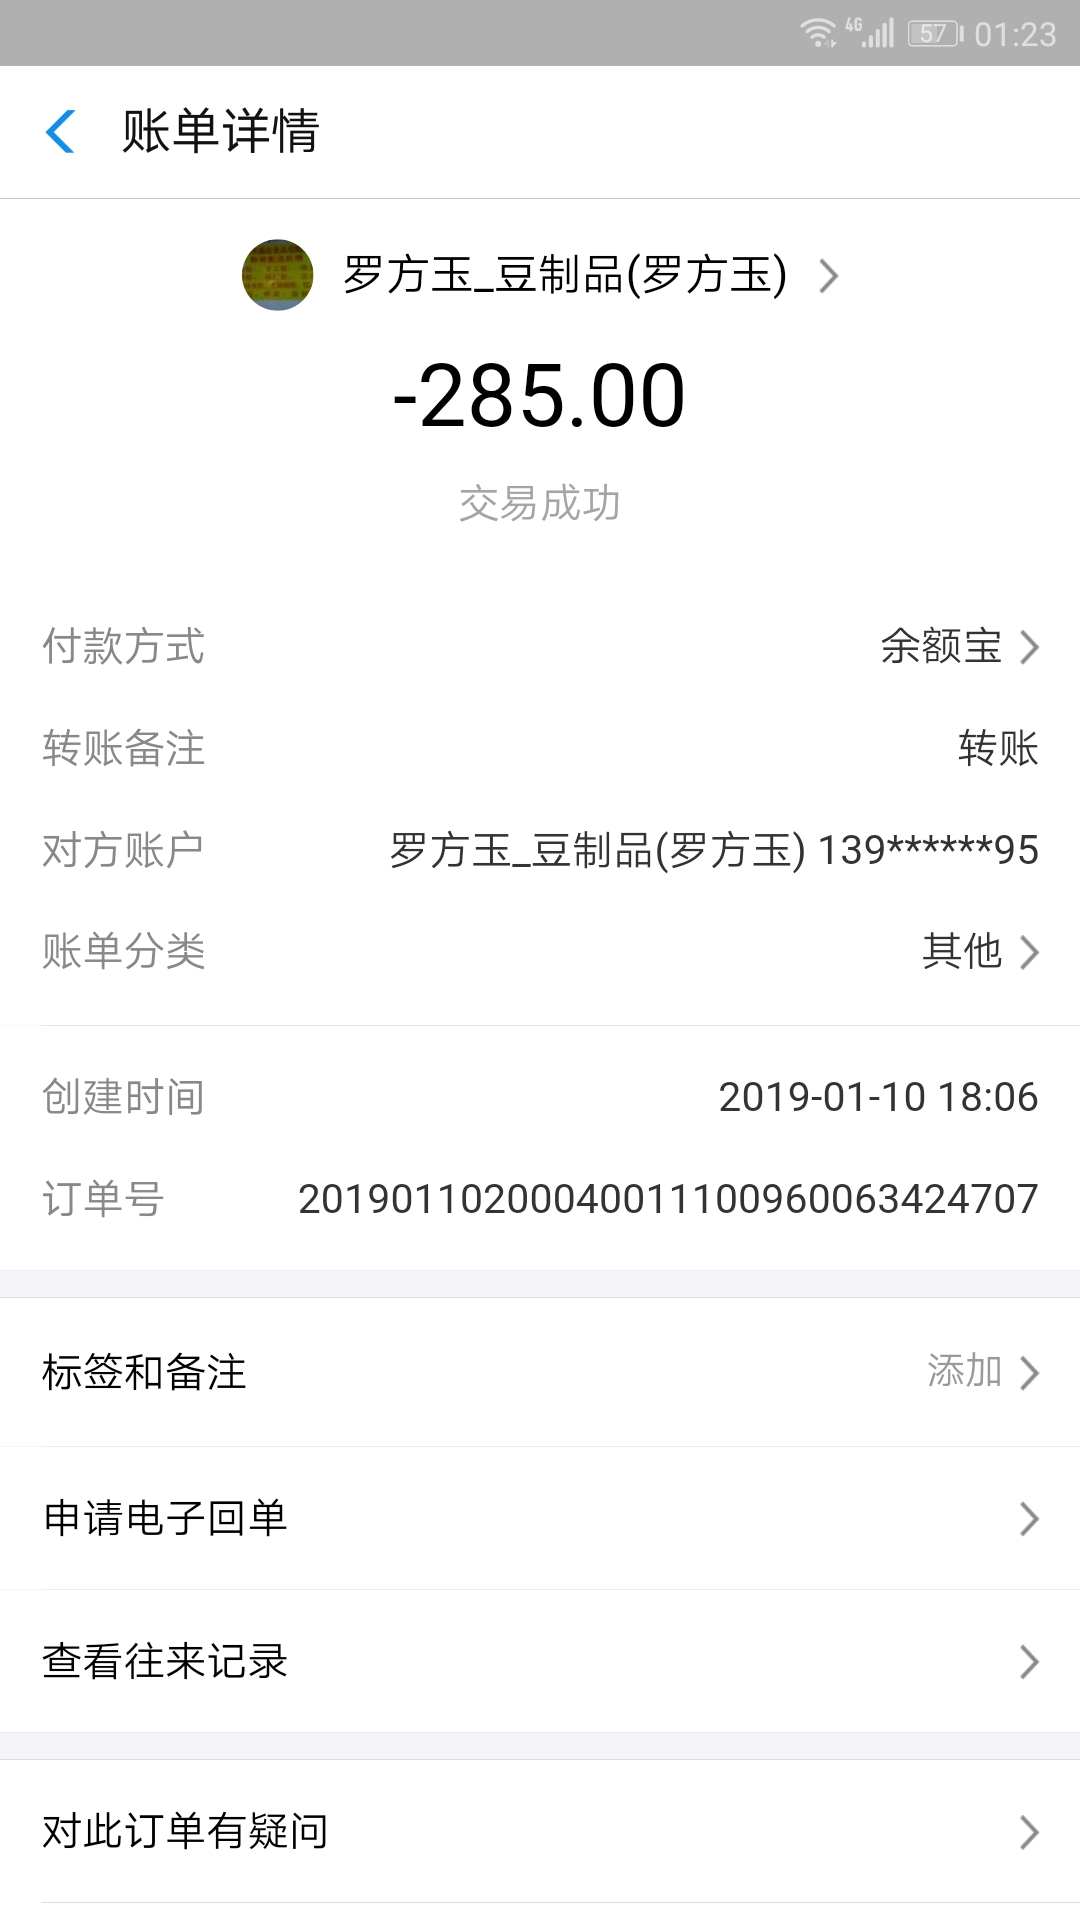 4G 57 01:23
账单详情
罗方玉_豆制品(罗方玉)
-285.00
交易成功
付款方式 余额宝
转账备注 转账
对方账户 罗方玉_豆制品(罗方玉) 139******95
账单分类 其他
创建时间 2019-01-10 18:06
订单号 20190110200040011100960063424707
标签和备注 添加
申请电子回单
查看往来记录
对此订单有疑问